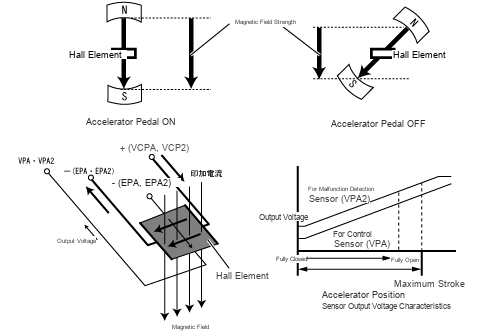 N
Magnetic Field Strength
N
Hall Element
Hall Element
S
S
Accelerator Pedal ON
Accelerator Pedal OFF
+ (VCPA, VCP2)
VPA・VPA2
－(EPA・EPA2)
- (EPA, EPA2)
印加電流
Output Voltage
Hall Element
Magnetic Field
For Malfunction Detection
Sensor (VPA2)
Output Voltage
For Control
Sensor (VPA)
Fully Closed
Fully Open
Maximum Stroke
Accelerator Position
Sensor Output Voltage Characteristics